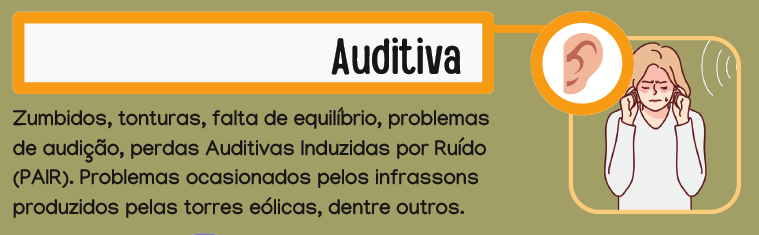 Auditiva
Zumbidos, tonturas, falta de equilíbrio, problemas
de audição, perdas Auditivas Induzidas por Ruído
(PAIR). Problemas ocasionados pelos infrassons
produzidos pelas torres eólicas, dentre outros.